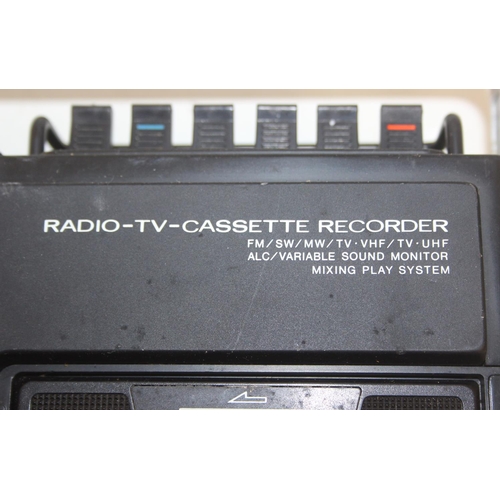 RADIO-TV-CASSETTE RECORDER
FM/SW/MW/TV·VHF/TV·UHF
ALC/VARIABLE SOUND MONITOR
MIXING PLAY SYSTEM